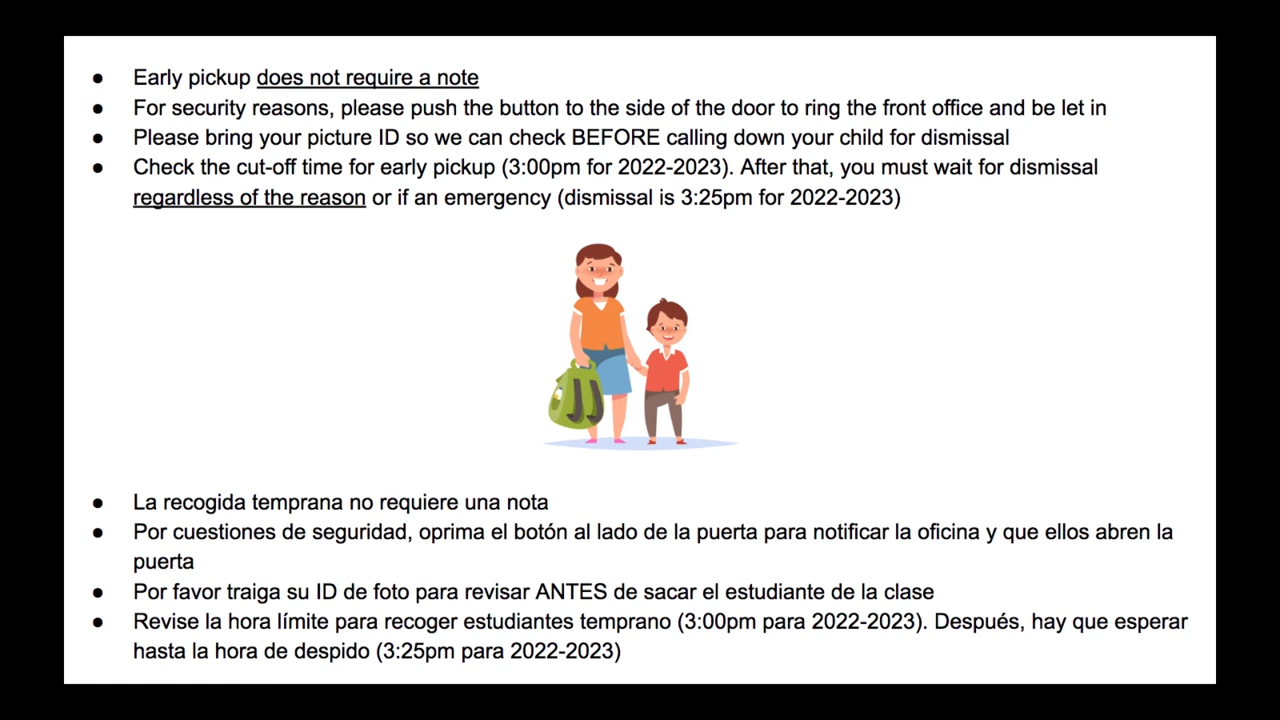 ● Early pickup does not require a note
● For security reasons, please push the button to the side of the door to ring the front office and be let in
● Please bring your picture ID so we can check BEFORE calling down your child for dismissal
● Check the cut-off time for early pickup (3:00pm for 2022-2023). After that, you must wait for dismissal
regardless of the reason or if an emergency (dismissal is 3:25pm for 2022-2023)
● La recogida temprana no requiere una nota
● Por cuestiones de seguridad, oprima el botón al lado de la puerta para notificar la oficina y que ellos abren la
puerta
● Por favor traiga su ID de foto para revisar ANTES de sacar el estudiante de la clase
● Revise la hora límite para recoger estudiantes temprano (3:00pm para 2022-2023). Después, hay que esperar
hasta la hora de despido (3:25pm para 2022-2023)